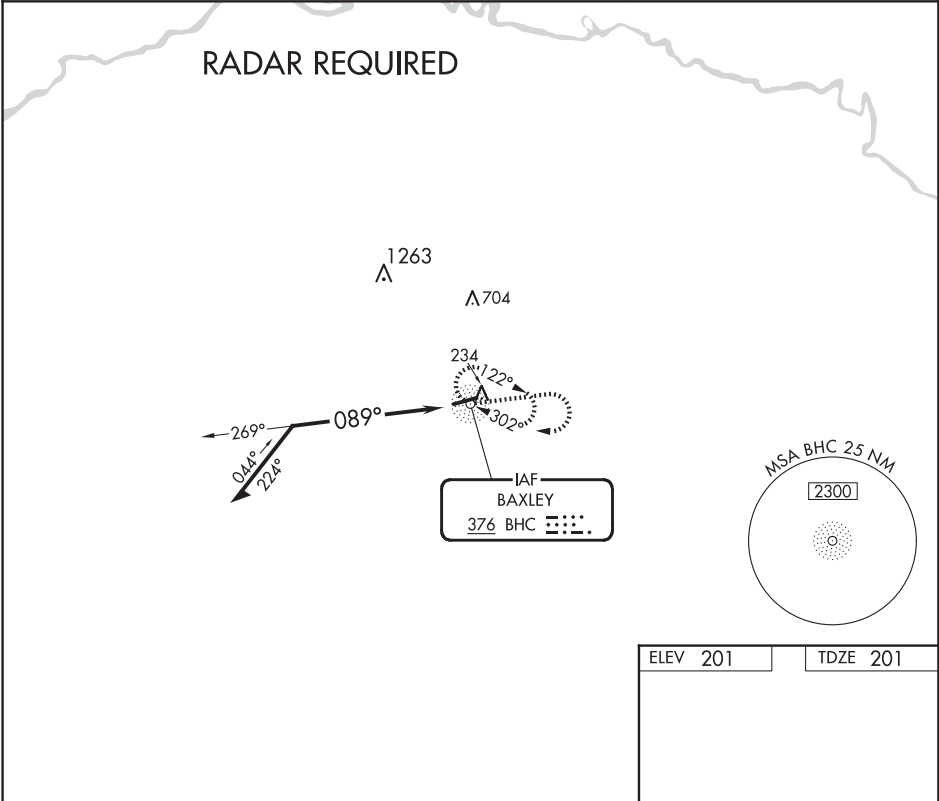 RADAR REQUIRED
1263
704
234
122°
302°
089°
269°
044°
224°
IAF
BAXLEY
376 BHC
MSA BHC 25 NM
2300
ELEV 201
TDZE 201